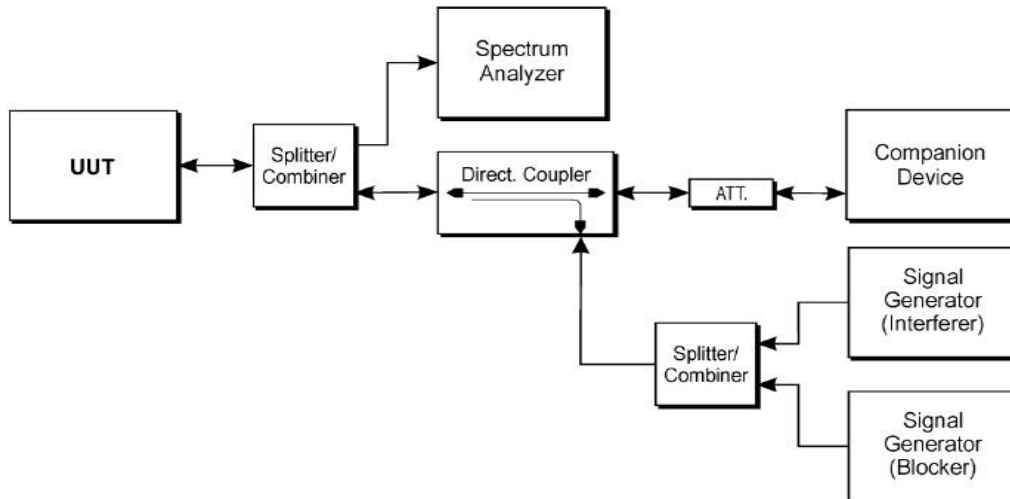 Spectrum
Analyzer
UUT
Splitter/
Combiner
Direct. Coupler
ATT.
Companion
Device
Signal
Generator
(Interferer)
Splitter/
Combiner
Signal
Generator
(Blocker)